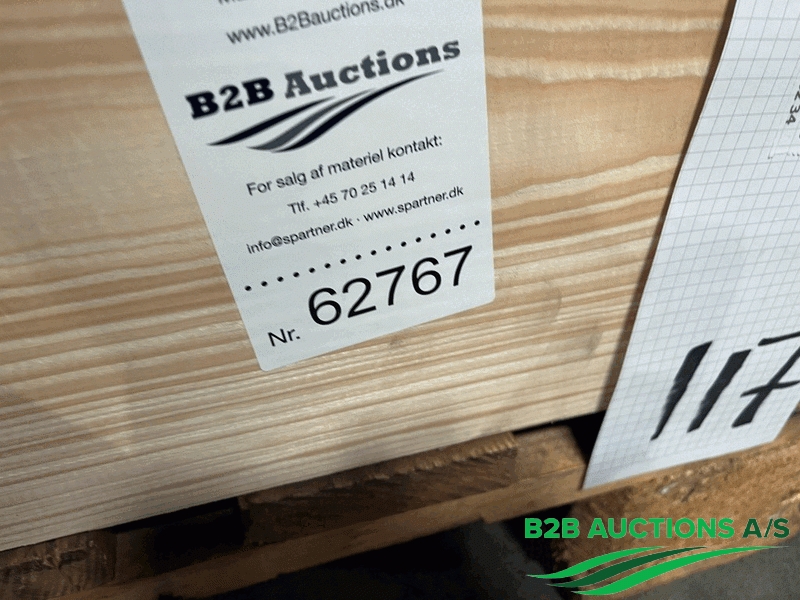 www.B2Bauctions.dk
B2B Auctions
For salg af materiel kontakt:
Tlf. +45 70 25 14 14
info@spartner.dk · www.spartner.dk
Nr. 62767
117
B2B AUCTIONS A/S